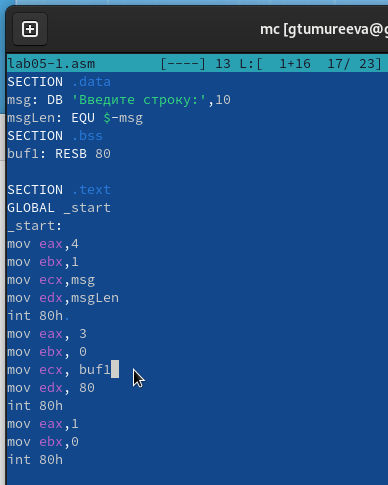 mc [gtumureeva@g
lab05-1.asm [----] 13 L:[ 1+16 17/ 23]
SECTION .data
msg: DB 'Введите строку:',10
msgLen: EQU $-msg
SECTION .bss
buf1: RESB 80
SECTION .text
GLOBAL _start
_start:
mov eax,4
mov ebx,1
mov ecx,msg
mov edx,msgLen
int 80h.
mov eax, 3
mov ebx, 0
mov ecx, buf1
mov edx, 80
int 80h
mov eax,1
mov ebx,0
int 80h